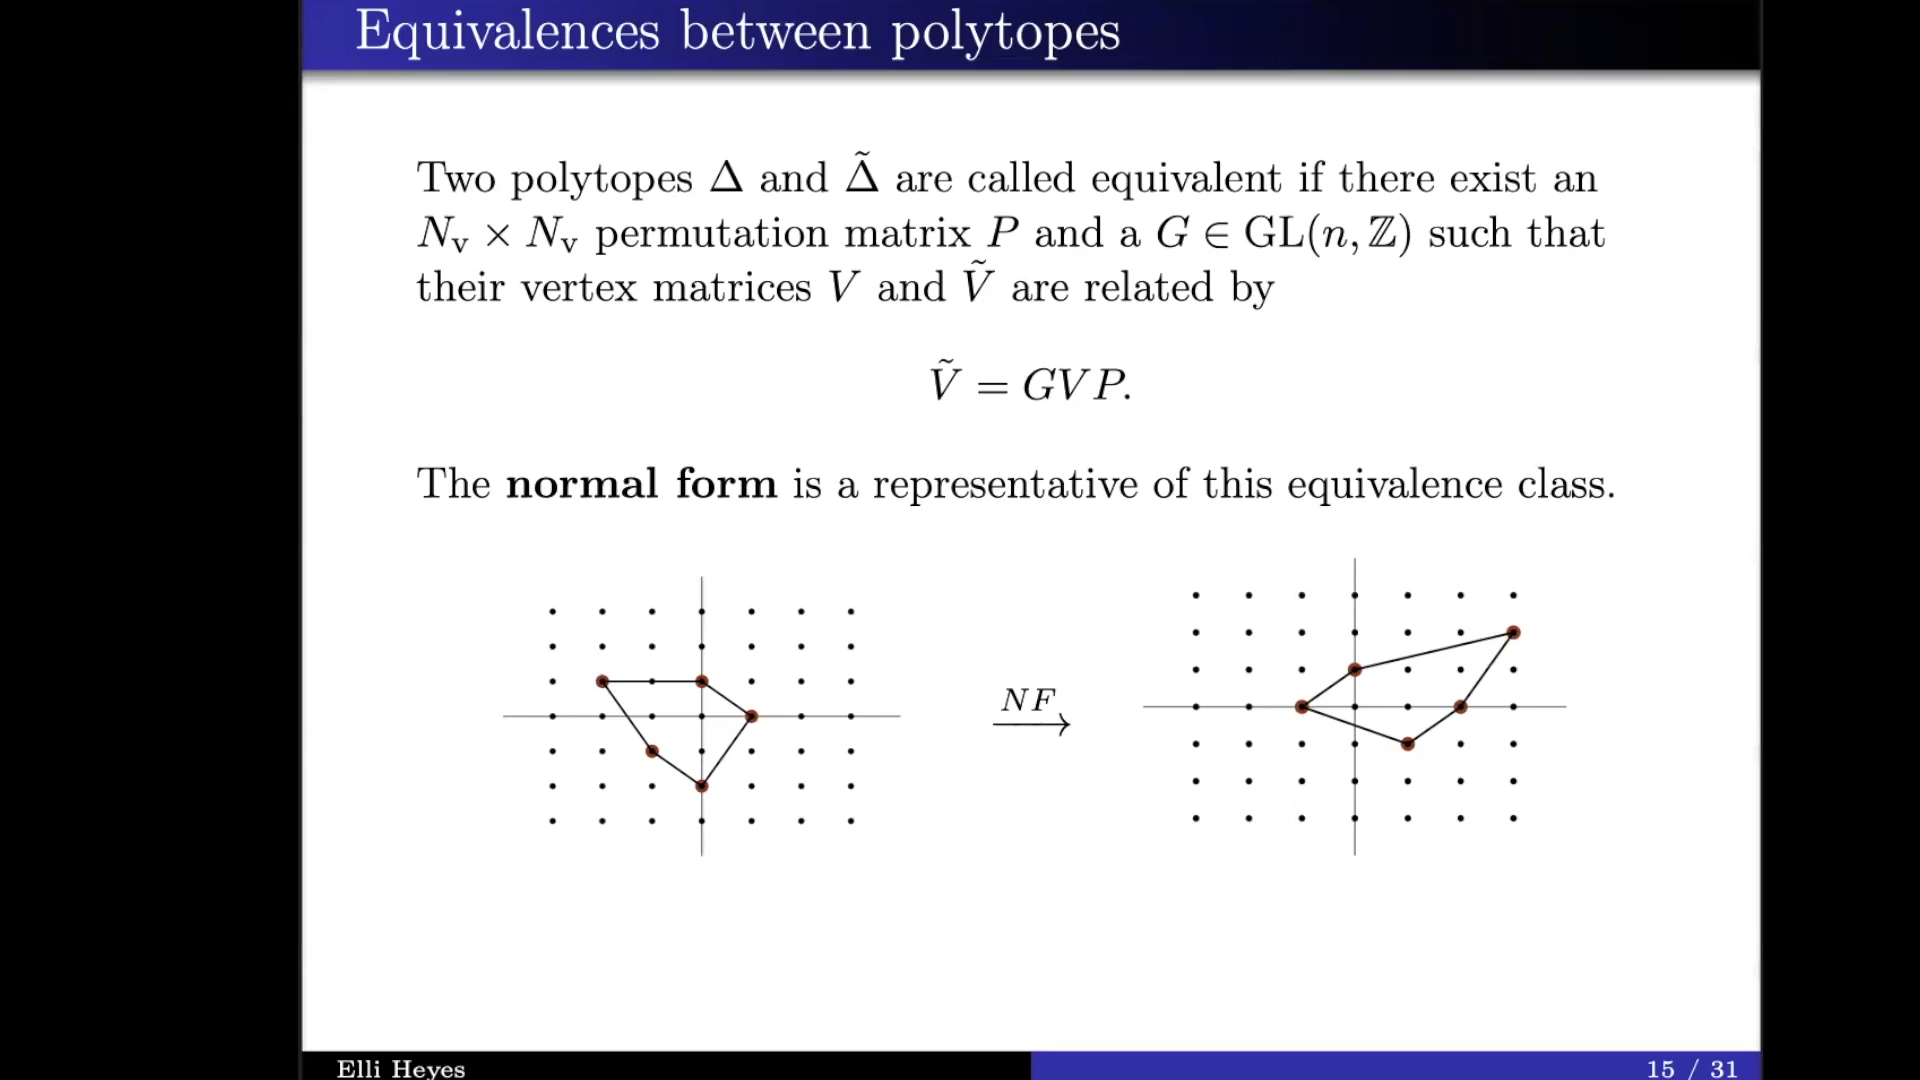 Equivalences between polytopes
Two polytopes Δ and Δ̃ are called equivalent if there exist an
N_v × N_v permutation matrix P and a G ∈ GL(n, ℤ) such that
their vertex matrices V and Ṽ are related by
Ṽ = GVP.
The normal form is a representative of this equivalence class.
NF
Elli Heyes
15 / 31